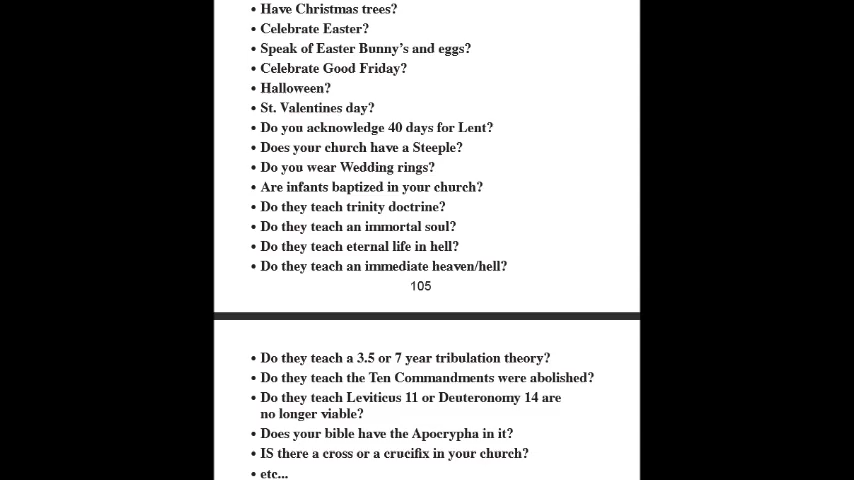 • Have Christmas trees?
• Celebrate Easter?
• Speak of Easter Bunny's and eggs?
• Celebrate Good Friday?
• Halloween?
• St. Valentines day?
• Do you acknowledge 40 days for Lent?
• Does your church have a Steeple?
• Do you wear Wedding rings?
• Are infants baptized in your church?
• Do they teach trinity doctrine?
• Do they teach an immortal soul?
• Do they teach eternal life in hell?
• Do they teach an immediate heaven/hell?
105
• Do they teach a 3.5 or 7 year tribulation theory?
• Do they teach the Ten Commandments were abolished?
• Do they teach Leviticus 11 or Deuteronomy 14 are
no longer viable?
• Does your bible have the Apocrypha in it?
• IS there a cross or a crucifix in your church?
• etc...